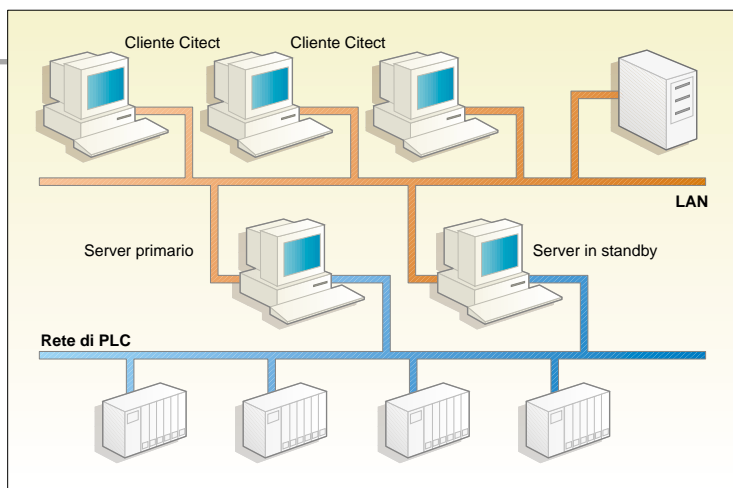 Cliente Citect
Cliente Citect
LAN
Server primario
Server in standby
Rete di PLC